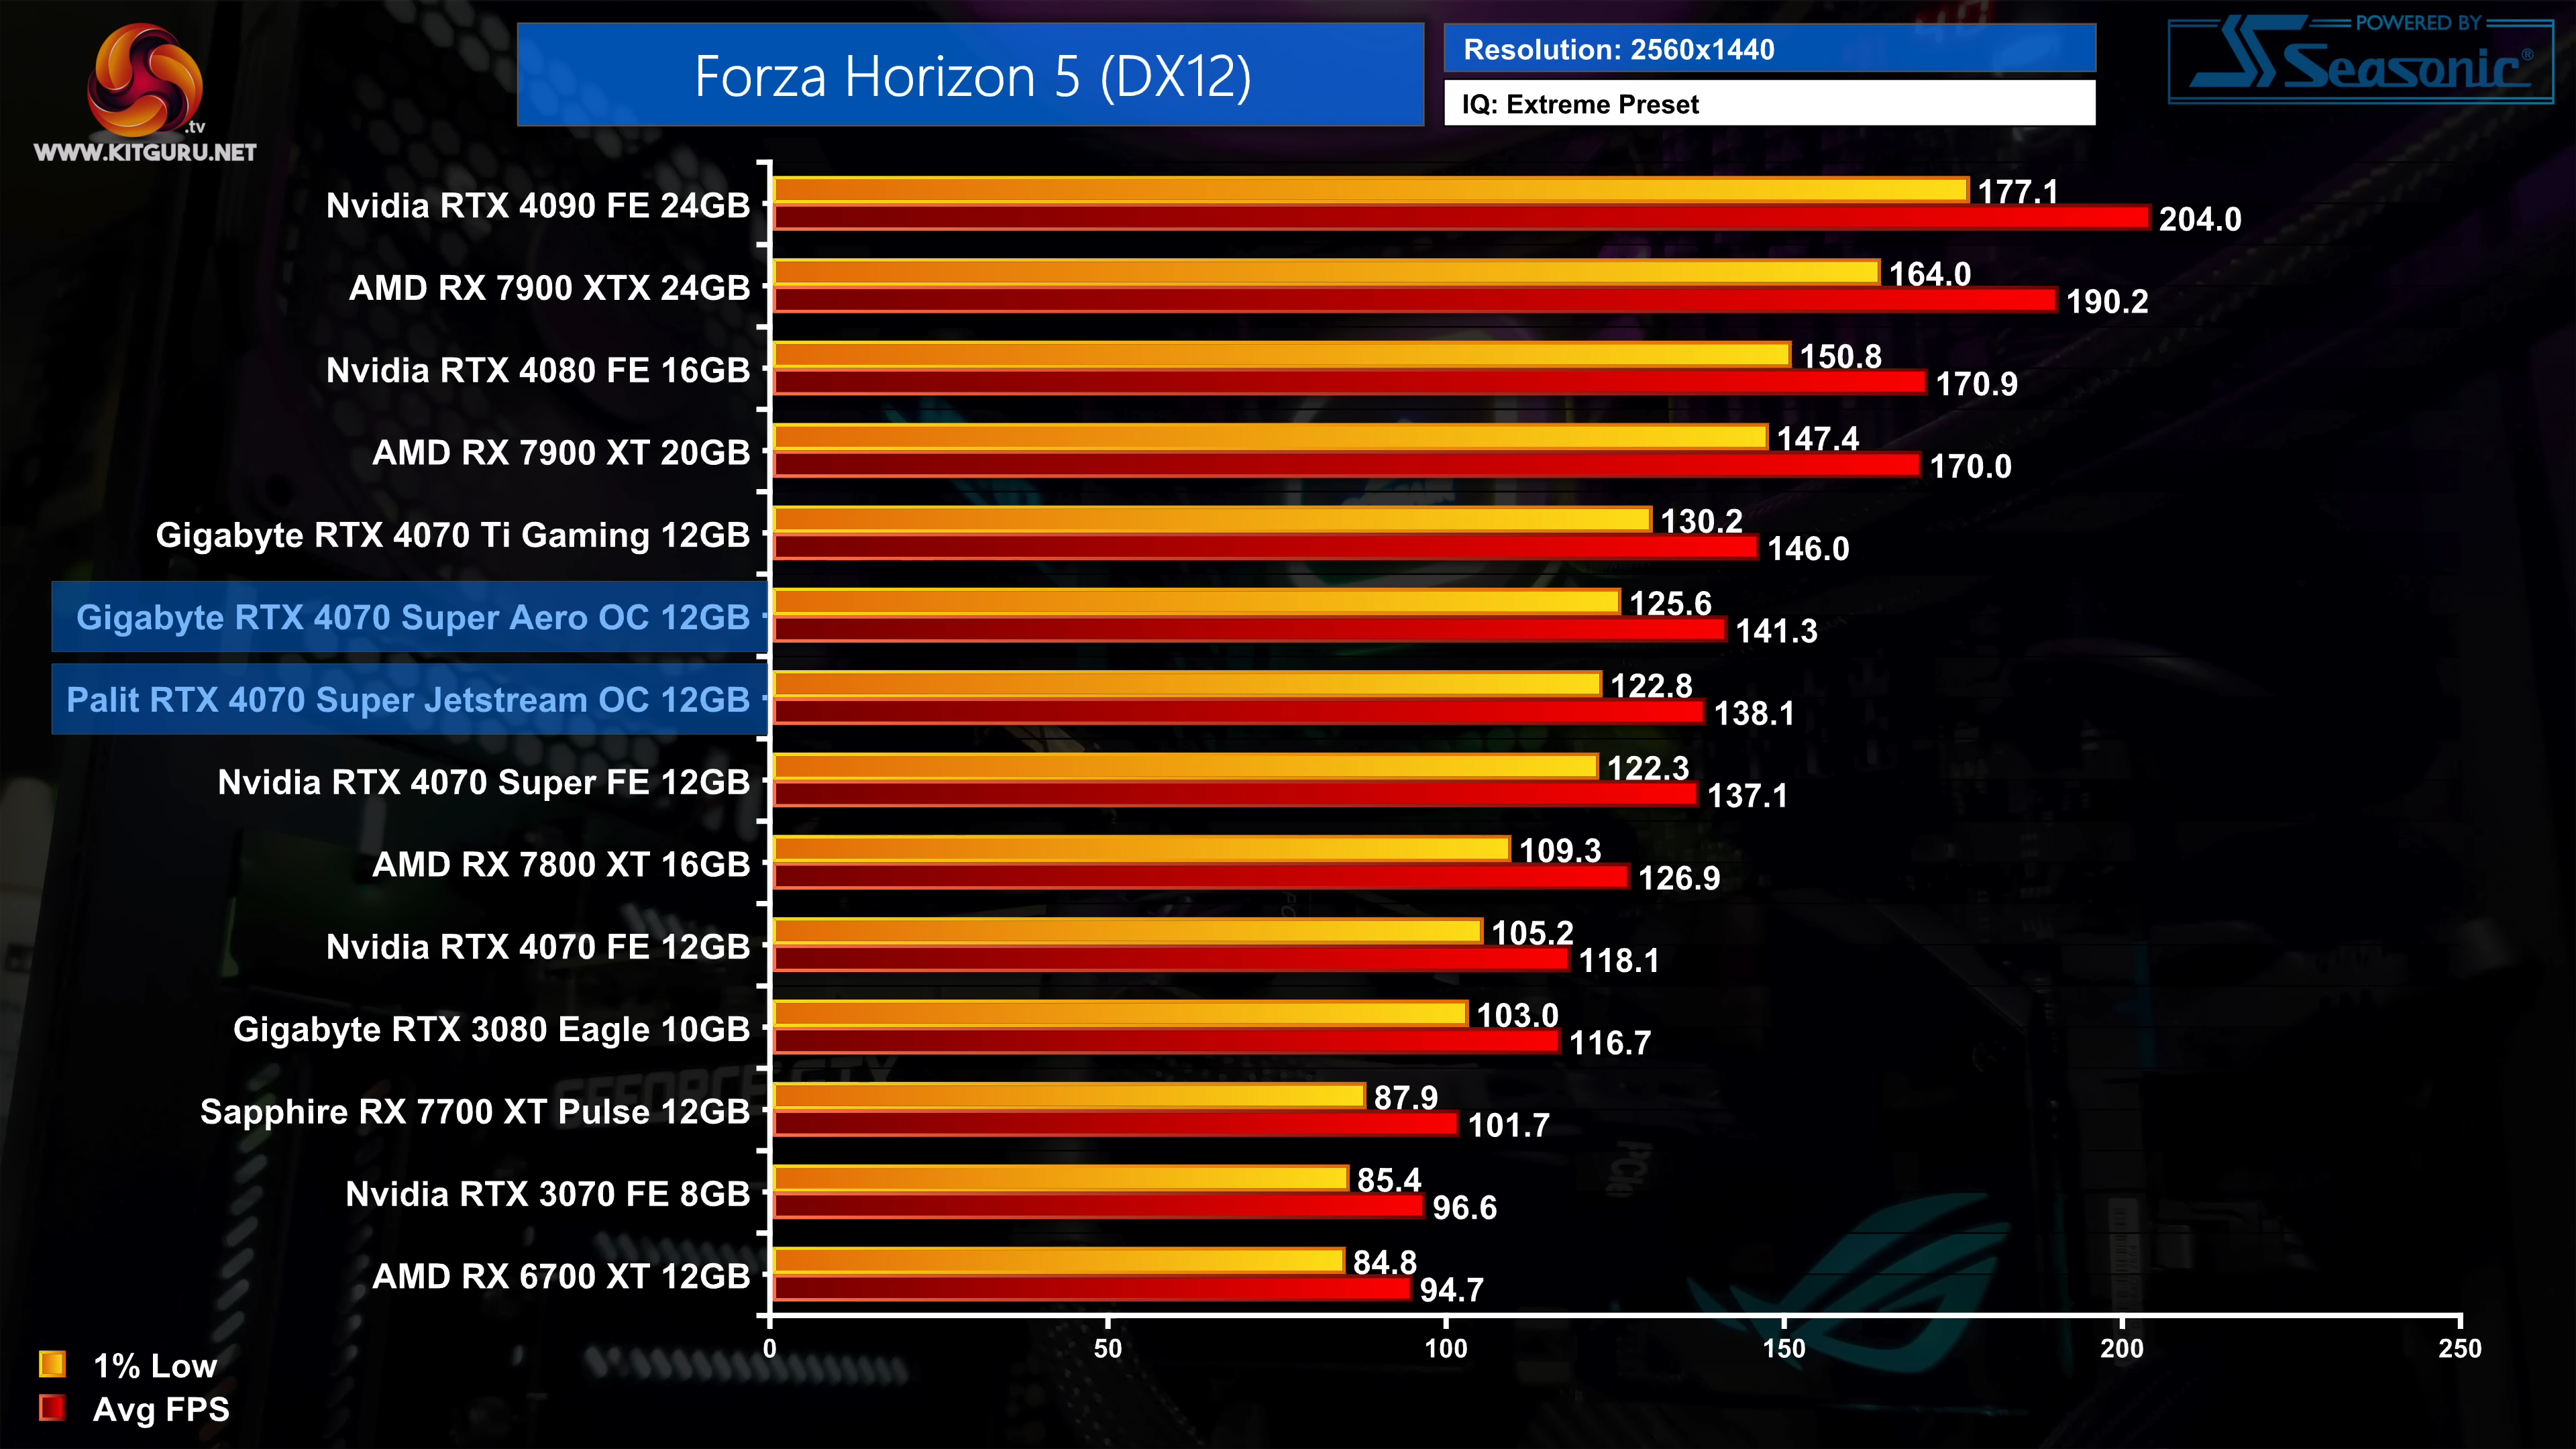 .tv
WWW.KITGURU.NET
Forza Horizon 5 (DX12)
Resolution: 2560x1440
IQ: Extreme Preset
POWERED BY
Seasonic®
Nvidia RTX 4090 FE 24GB
177.1
204.0
AMD RX 7900 XTX 24GB
164.0
190.2
Nvidia RTX 4080 FE 16GB
150.8
170.9
AMD RX 7900 XT 20GB
147.4
170.0
Gigabyte RTX 4070 Ti Gaming 12GB
130.2
146.0
Gigabyte RTX 4070 Super Aero OC 12GB
125.6
141.3
Palit RTX 4070 Super Jetstream OC 12GB
122.8
138.1
Nvidia RTX 4070 Super FE 12GB
122.3
137.1
AMD RX 7800 XT 16GB
109.3
126.9
Nvidia RTX 4070 FE 12GB
105.2
118.1
Gigabyte RTX 3080 Eagle 10GB
103.0
116.7
GEFORCE GTX
Sapphire RX 7700 XT Pulse 12GB
87.9
101.7
Nvidia RTX 3070 FE 8GB
85.4
96.6
AMD RX 6700 XT 12GB
84.8
94.7
0 50 100 150 200 250
1% Low
Avg FPS